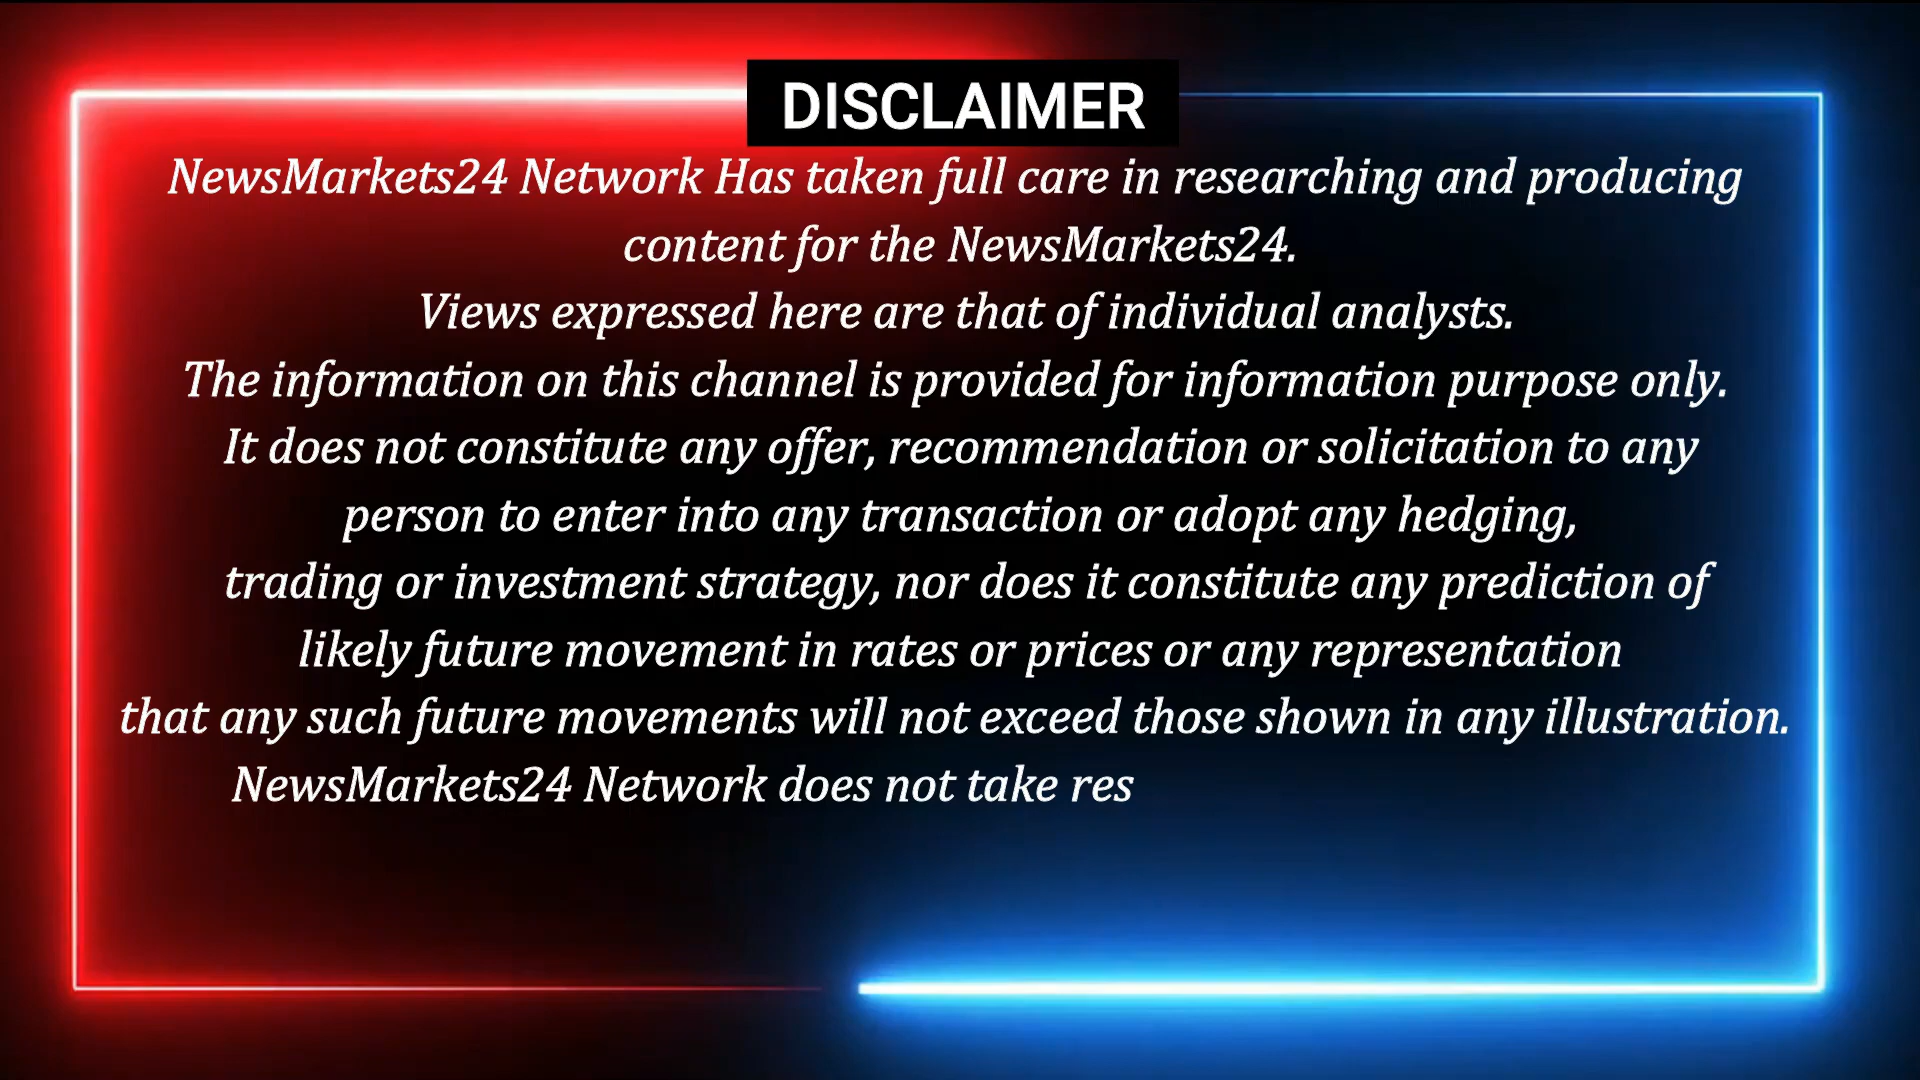 DISCLAIMER
NewsMarkets24 Network Has taken full care in researching and producing
content for the NewsMarkets24.
Views expressed here are that of individual analysts.
The information on this channel is provided for information purpose only.
It does not constitute any offer, recommendation or solicitation to any
person to enter into any transaction or adopt any hedging,
trading or investment strategy, nor does it constitute any prediction of
likely future movement in rates or prices or any representation
that any such future movements will not exceed those shown in any illustration.
NewsMarkets24 Network does not take res